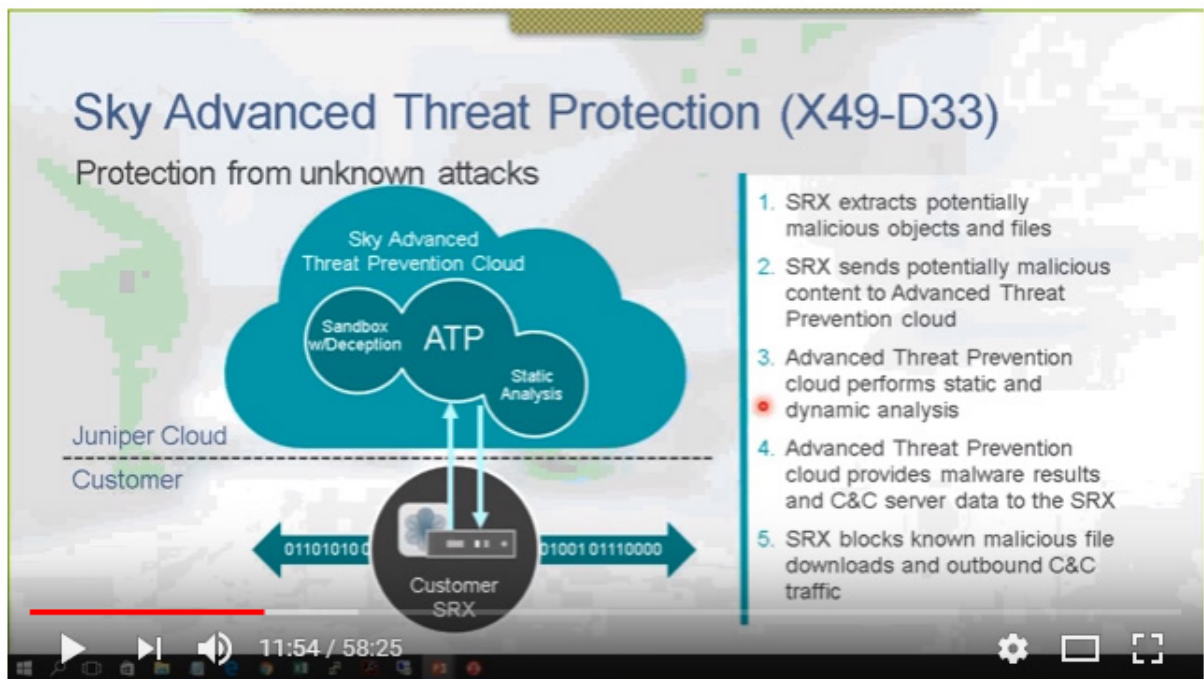 Sky Advanced Threat Protection (X49-D33)
Protection from unknown attacks
Sky Advanced
Threat Prevention Cloud
Sandbox
w/Deception
ATP
Static
Analysis
Juniper Cloud
Customer
01101010 0
01001 01110000
Customer
SRX
1. SRX extracts potentially
malicious objects and files
2. SRX sends potentially malicious
content to Advanced Threat
Prevention cloud
3. Advanced Threat Prevention
cloud performs static and
dynamic analysis
4. Advanced Threat Prevention
cloud provides malware results
and C&C server data to the SRX
5. SRX blocks known malicious file
downloads and outbound C&C
traffic
11:54 / 58:25